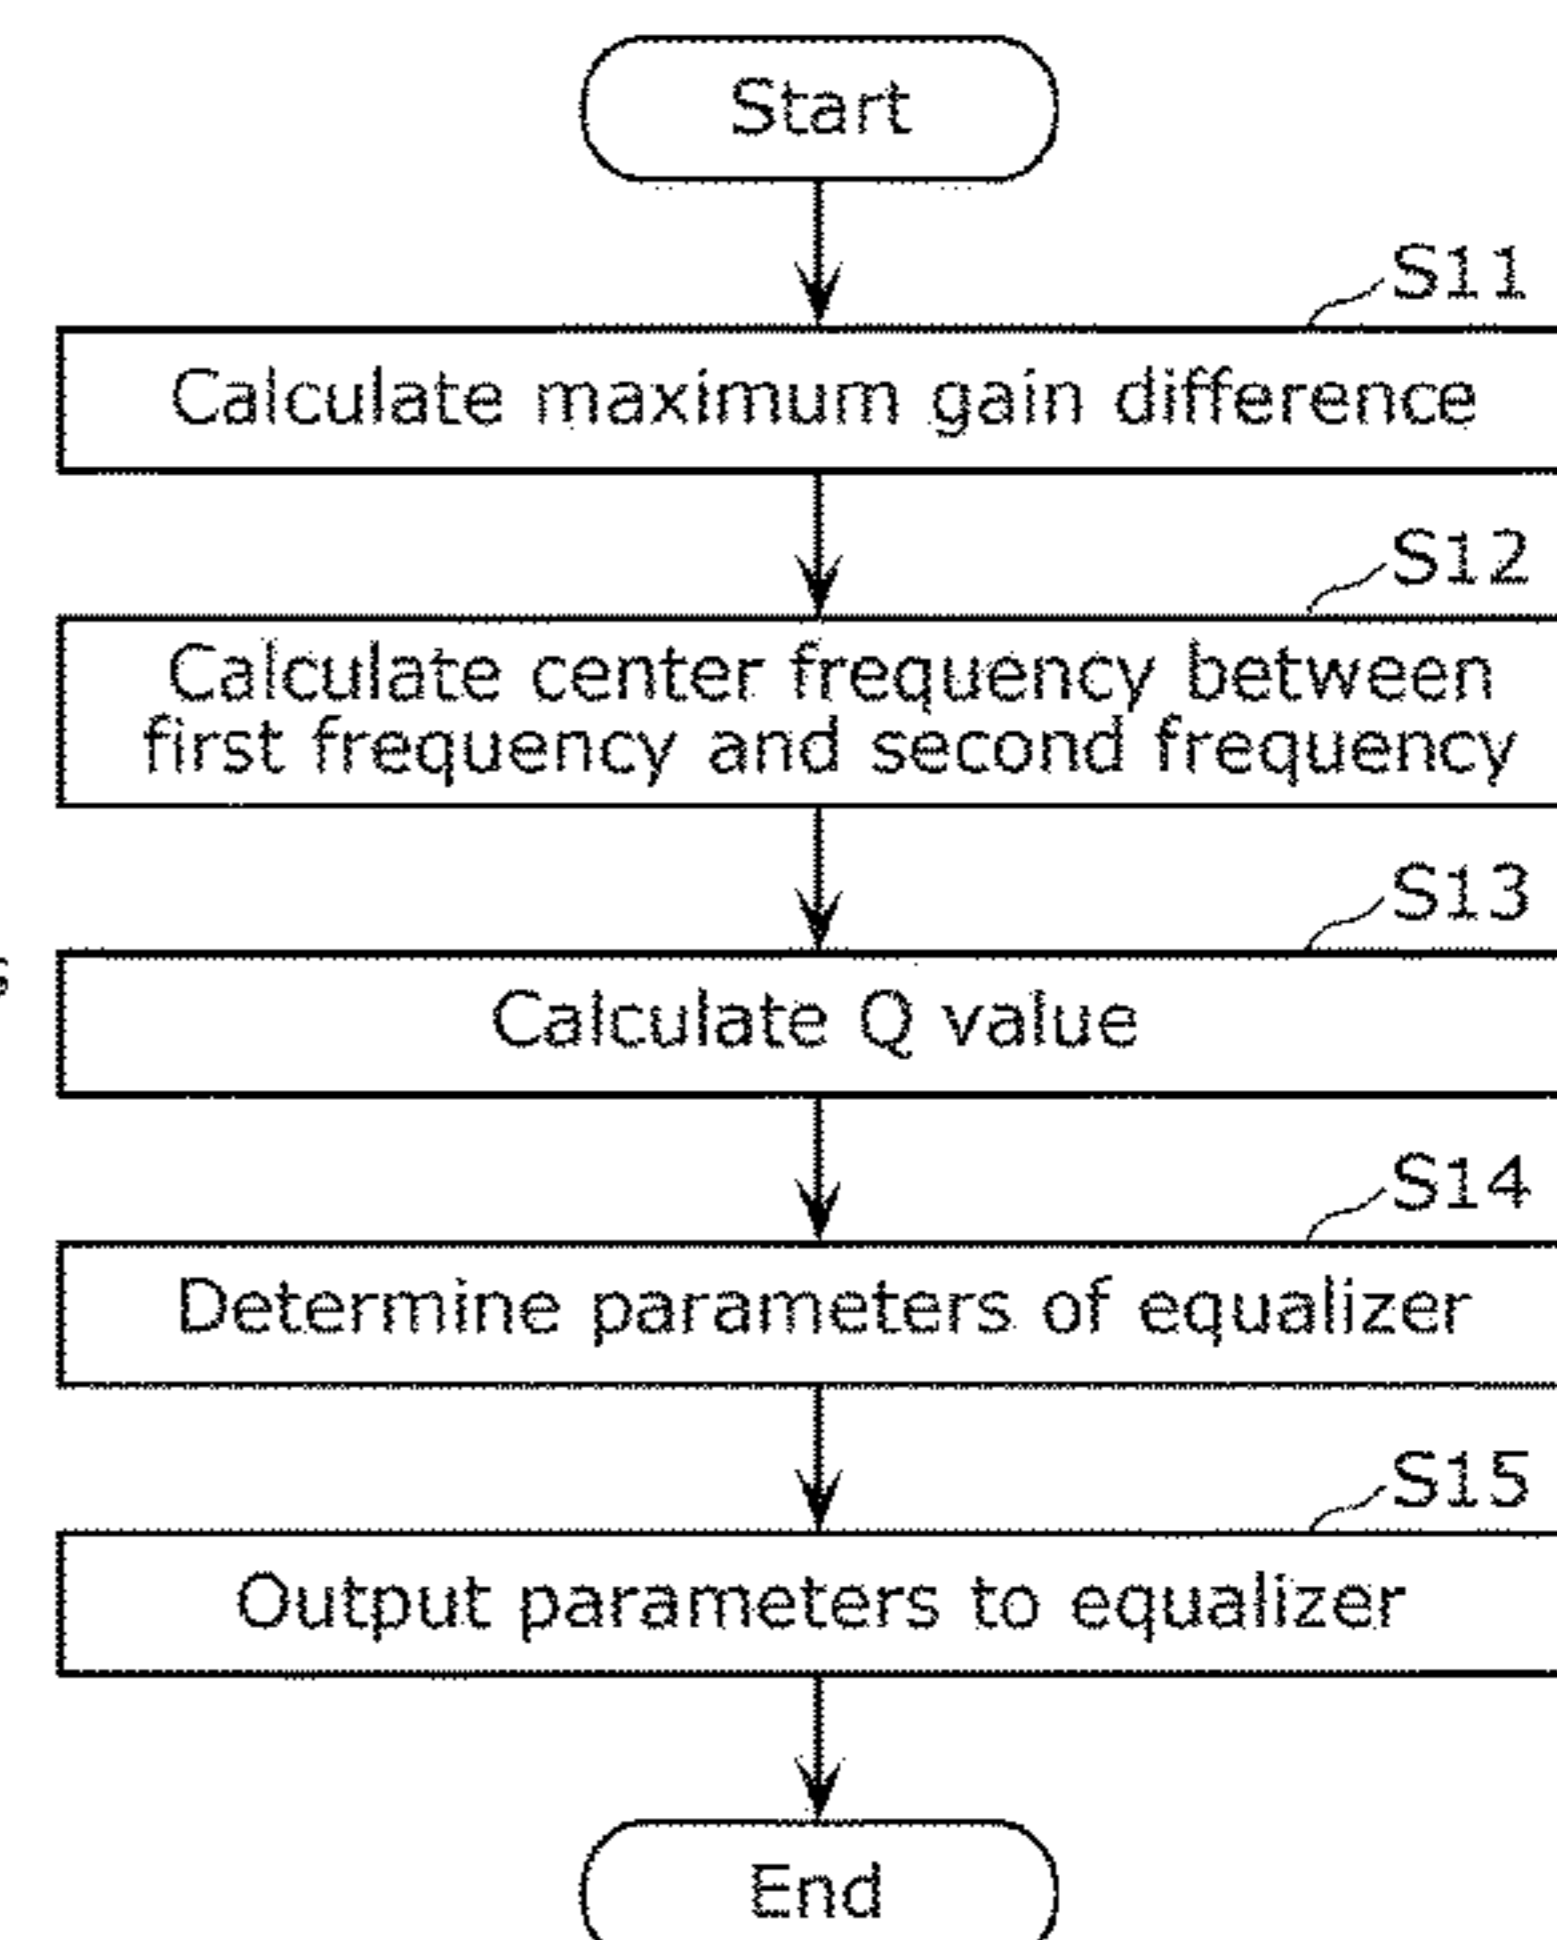 Start
S11
Calculate maximum gain difference
S12
Calculate center frequency between
first frequency and second frequency
S13
Calculate Q value
S14
Determine parameters of equalizer
S15
Output parameters to equalizer
End